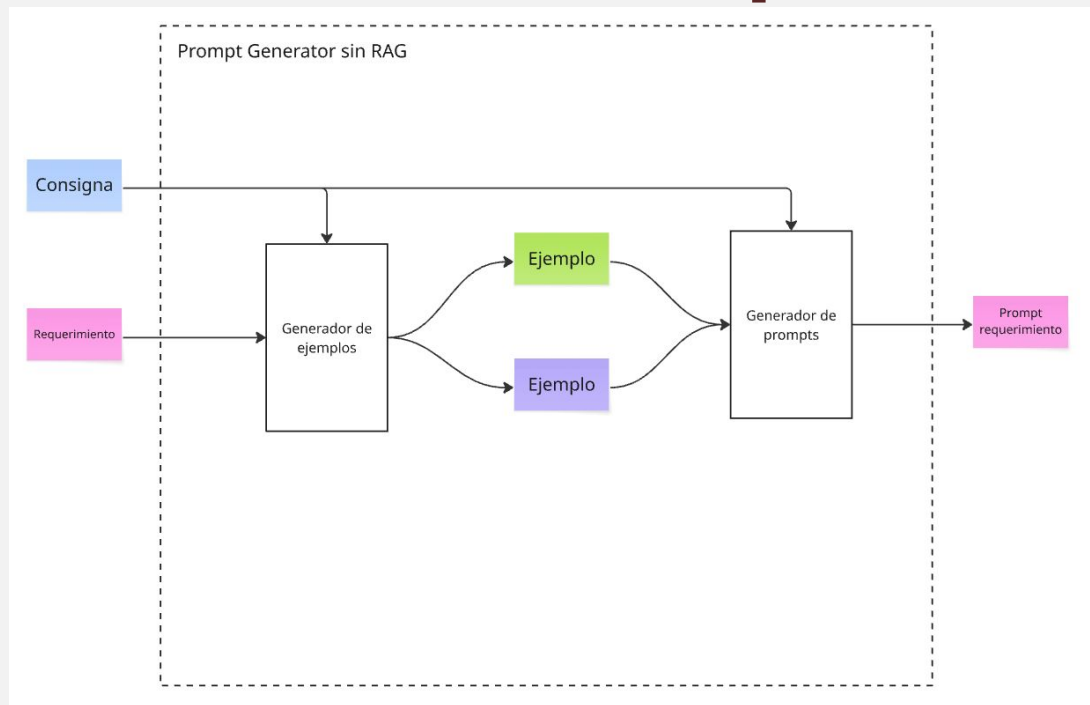 Prompt Generator sin RAG
Consigna
Requerimiento
Generador de
ejemplos
Ejemplo
Ejemplo
Generador de
prompts
Prompt
requerimiento